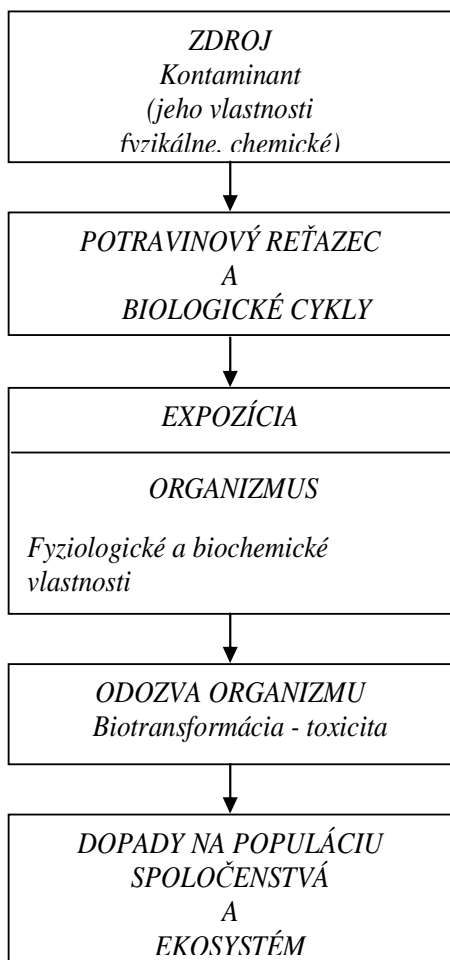 ZDROJ
Kontaminant
(jeho vlastnosti
fyzikálne, chemické)
POTRAVINOVÝ REŤAZEC
A
BIOLOGICKÉ CYKLY
EXPOZÍCIA
ORGANIZMUS
Fyziologické a biochemické
vlastnosti
ODOZVA ORGANIZMU
Biotransformácia - toxicita
DOPADY NA POPULÁCIU
SPOLOČENSTVÁ
A
EKOSYSTÉM